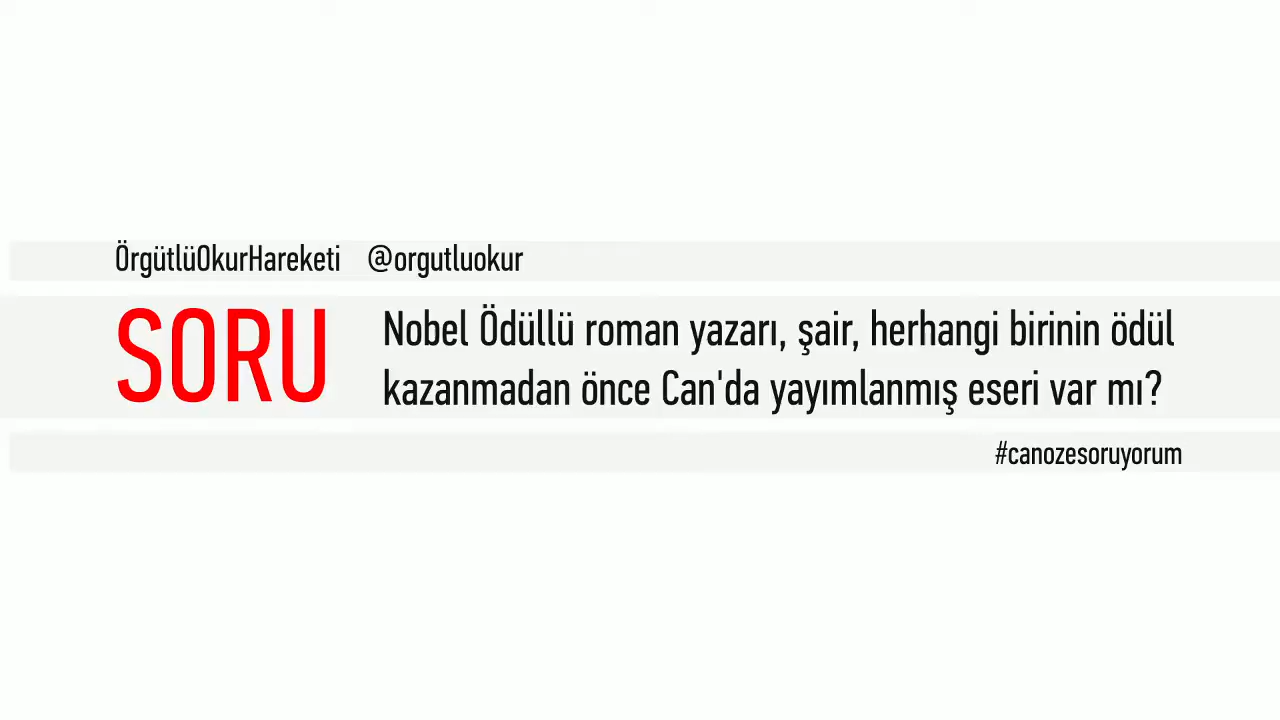 ÖrgütlüOkurHareketi @orgutluokur
SORU
Nobel Ödüllü roman yazarı, şair, herhangi birinin ödül
kazanmadan önce Can'da yayımlanmış eseri var mı?
#canozesoruyorum